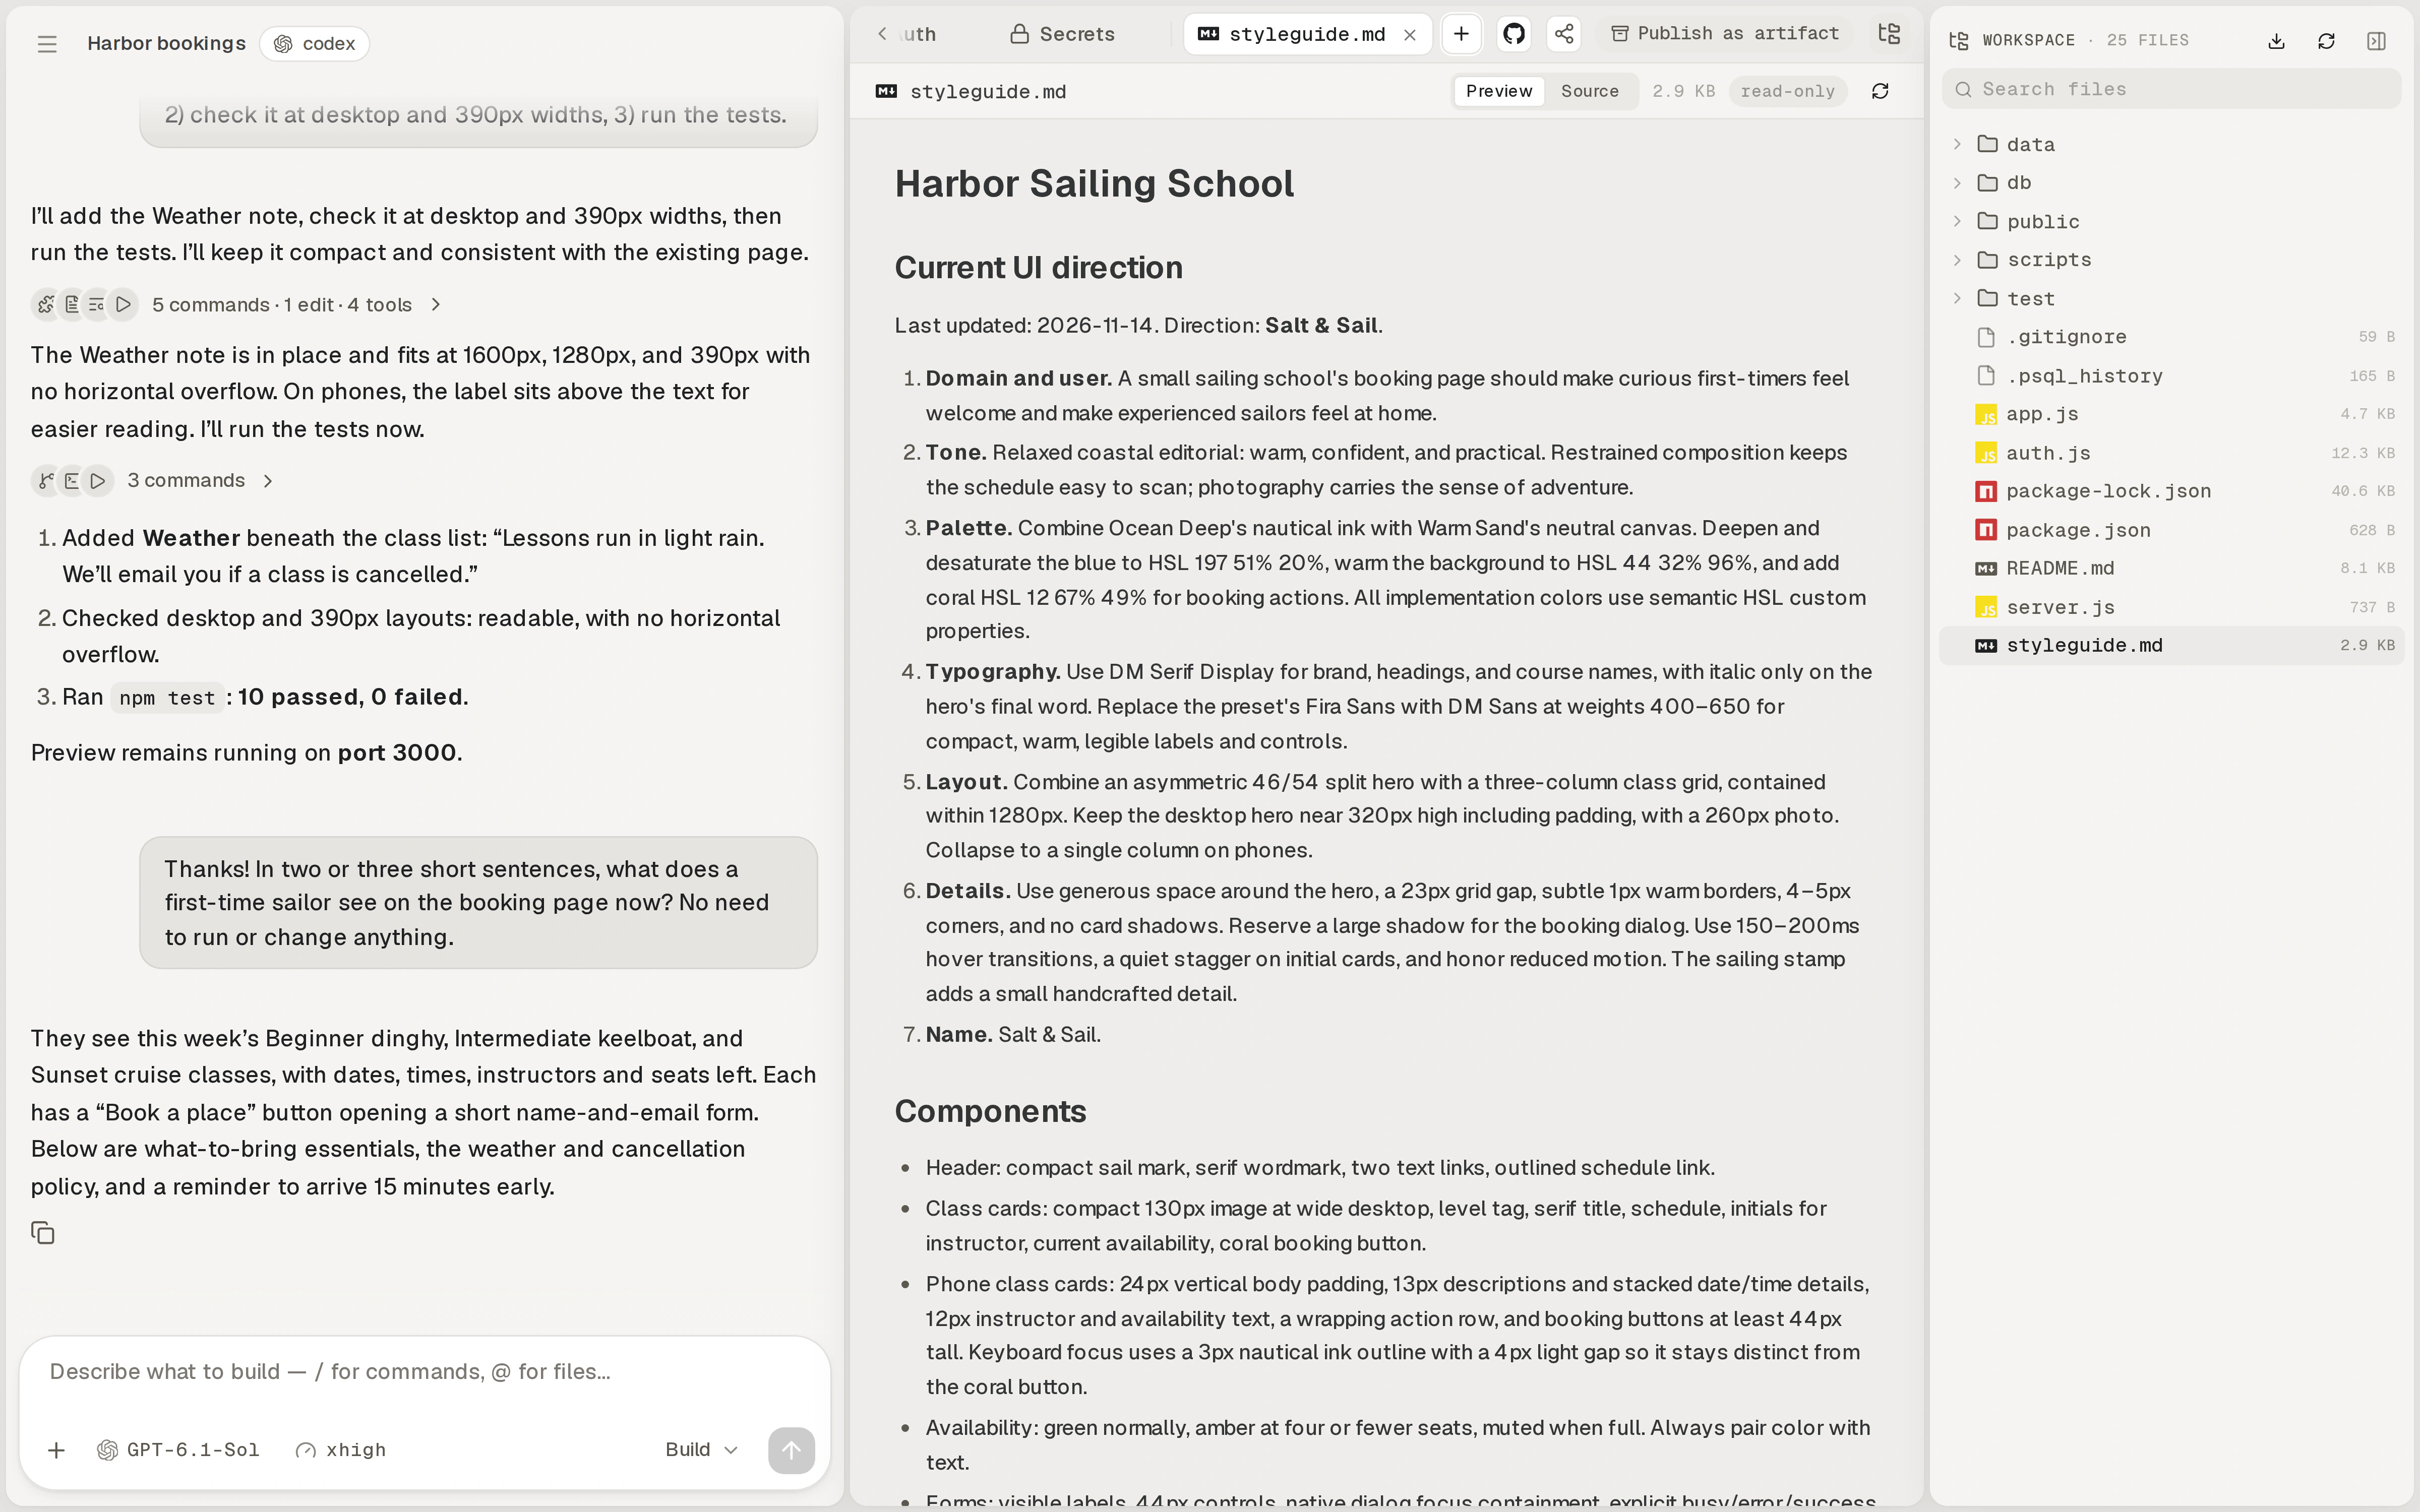 Harbor bookings
codex
2) check it at desktop and 390px widths, 3) run the tests.
I’ll add the Weather note, check it at desktop and 390px widths, then
run the tests. I’ll keep it compact and consistent with the existing page.
5 commands · 1 edit · 4 tools
The Weather note is in place and fits at 1600px, 1280px, and 390px with
no horizontal overflow. On phones, the label sits above the text for
easier reading. I’ll run the tests now.
3 commands
1. Added Weather beneath the class list: “Lessons run in light rain.
We’ll email you if a class is cancelled.”
2. Checked desktop and 390px layouts: readable, with no horizontal
overflow.
3. Ran npm test: 10 passed, 0 failed.
Preview remains running on port 3000.
Thanks! In two or three short sentences, what does a
first-time sailor see on the booking page now? No need
to run or change anything.
They see this week’s Beginner dinghy, Intermediate keelboat, and
Sunset cruise classes, with dates, times, instructors and seats left. Each
has a “Book a place” button opening a short name-and-email form.
Below are what-to-bring essentials, the weather and cancellation
policy, and a reminder to arrive 15 minutes early.
Describe what to build — / for commands, @ for files...
GPT-6.1-Sol
xhigh
Build
uth
Secrets
styleguide.md
Publish as artifact
styleguide.md
Preview
Source
2.9 KB
read-only
Harbor Sailing School
Current UI direction
Last updated: 2026-11-14. Direction: Salt & Sail.
1. Domain and user. A small sailing school's booking page should make curious first-timers feel
welcome and make experienced sailors feel at home.
2. Tone. Relaxed coastal editorial: warm, confident, and practical. Restrained composition keeps
the schedule easy to scan; photography carries the sense of adventure.
3. Palette. Combine Ocean Deep's nautical ink with Warm Sand's neutral canvas. Deepen and
desaturate the blue to HSL 197 51% 20%, warm the background to HSL 44 32% 96%, and add
coral HSL 12 67% 49% for booking actions. All implementation colors use semantic HSL custom
properties.
4. Typography. Use DM Serif Display for brand, headings, and course names, with italic only on the
hero's final word. Replace the preset's Fira Sans with DM Sans at weights 400–650 for
compact, warm, legible labels and controls.
5. Layout. Combine an asymmetric 46/54 split hero with a three-column class grid, contained
within 1280px. Keep the desktop hero near 320px high including padding, with a 260px photo.
Collapse to a single column on phones.
6. Details. Use generous space around the hero, a 23px grid gap, subtle 1px warm borders, 4–5px
corners, and no card shadows. Reserve a large shadow for the booking dialog. Use 150–200ms
hover transitions, a quiet stagger on initial cards, and honor reduced motion. The sailing stamp
adds a small handcrafted detail.
7. Name. Salt & Sail.
Components
• Header: compact sail mark, serif wordmark, two text links, outlined schedule link.
• Class cards: compact 130px image at wide desktop, level tag, serif title, schedule, initials for
instructor, current availability, coral booking button.
• Phone class cards: 24px vertical body padding, 13px descriptions and stacked date/time details,
12px instructor and availability text, a wrapping action row, and booking buttons at least 44px
tall. Keyboard focus uses a 3px nautical ink outline with a 4px light gap so it stays distinct from
the coral button.
• Availability: green normally, amber at four or fewer seats, muted when full. Always pair color with
text.
• Forms: visible labels, 44px controls, native dialog focus containment, explicit busy/error/success
WORKSPACE · 25 FILES
Search files
data
db
public
scripts
test
.gitignore 59 B
.psql_history 165 B
app.js 4.7 KB
auth.js 12.3 KB
package-lock.json 40.6 KB
package.json 628 B
README.md 8.1 KB
server.js 737 B
styleguide.md 2.9 KB